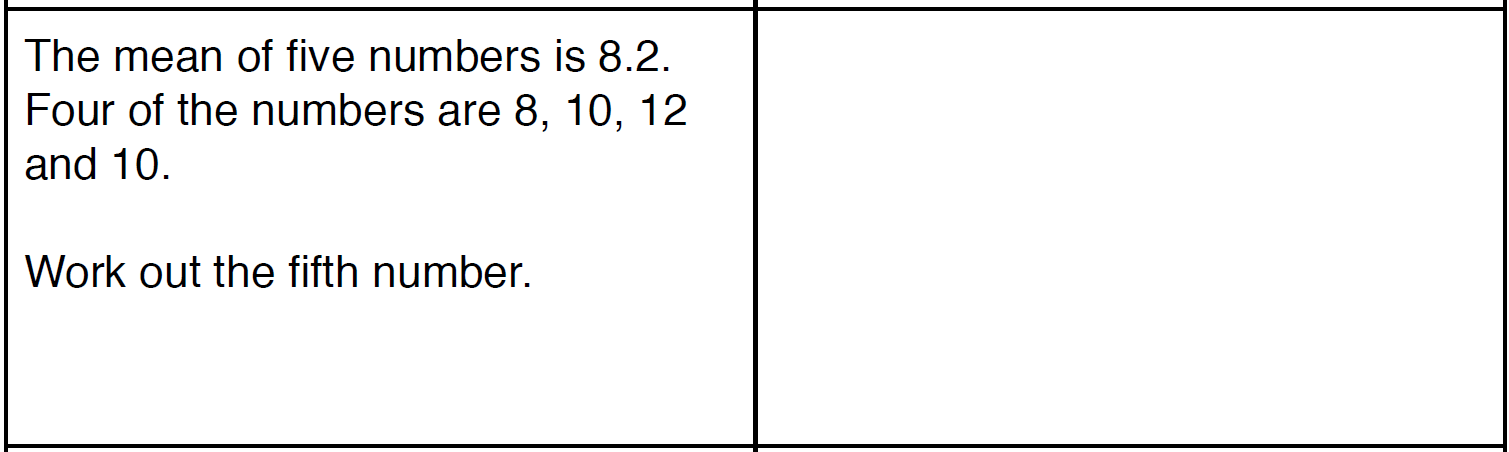 The mean of five numbers is 8.2.
Four of the numbers are 8, 10, 12
and 10.
Work out the fifth number.